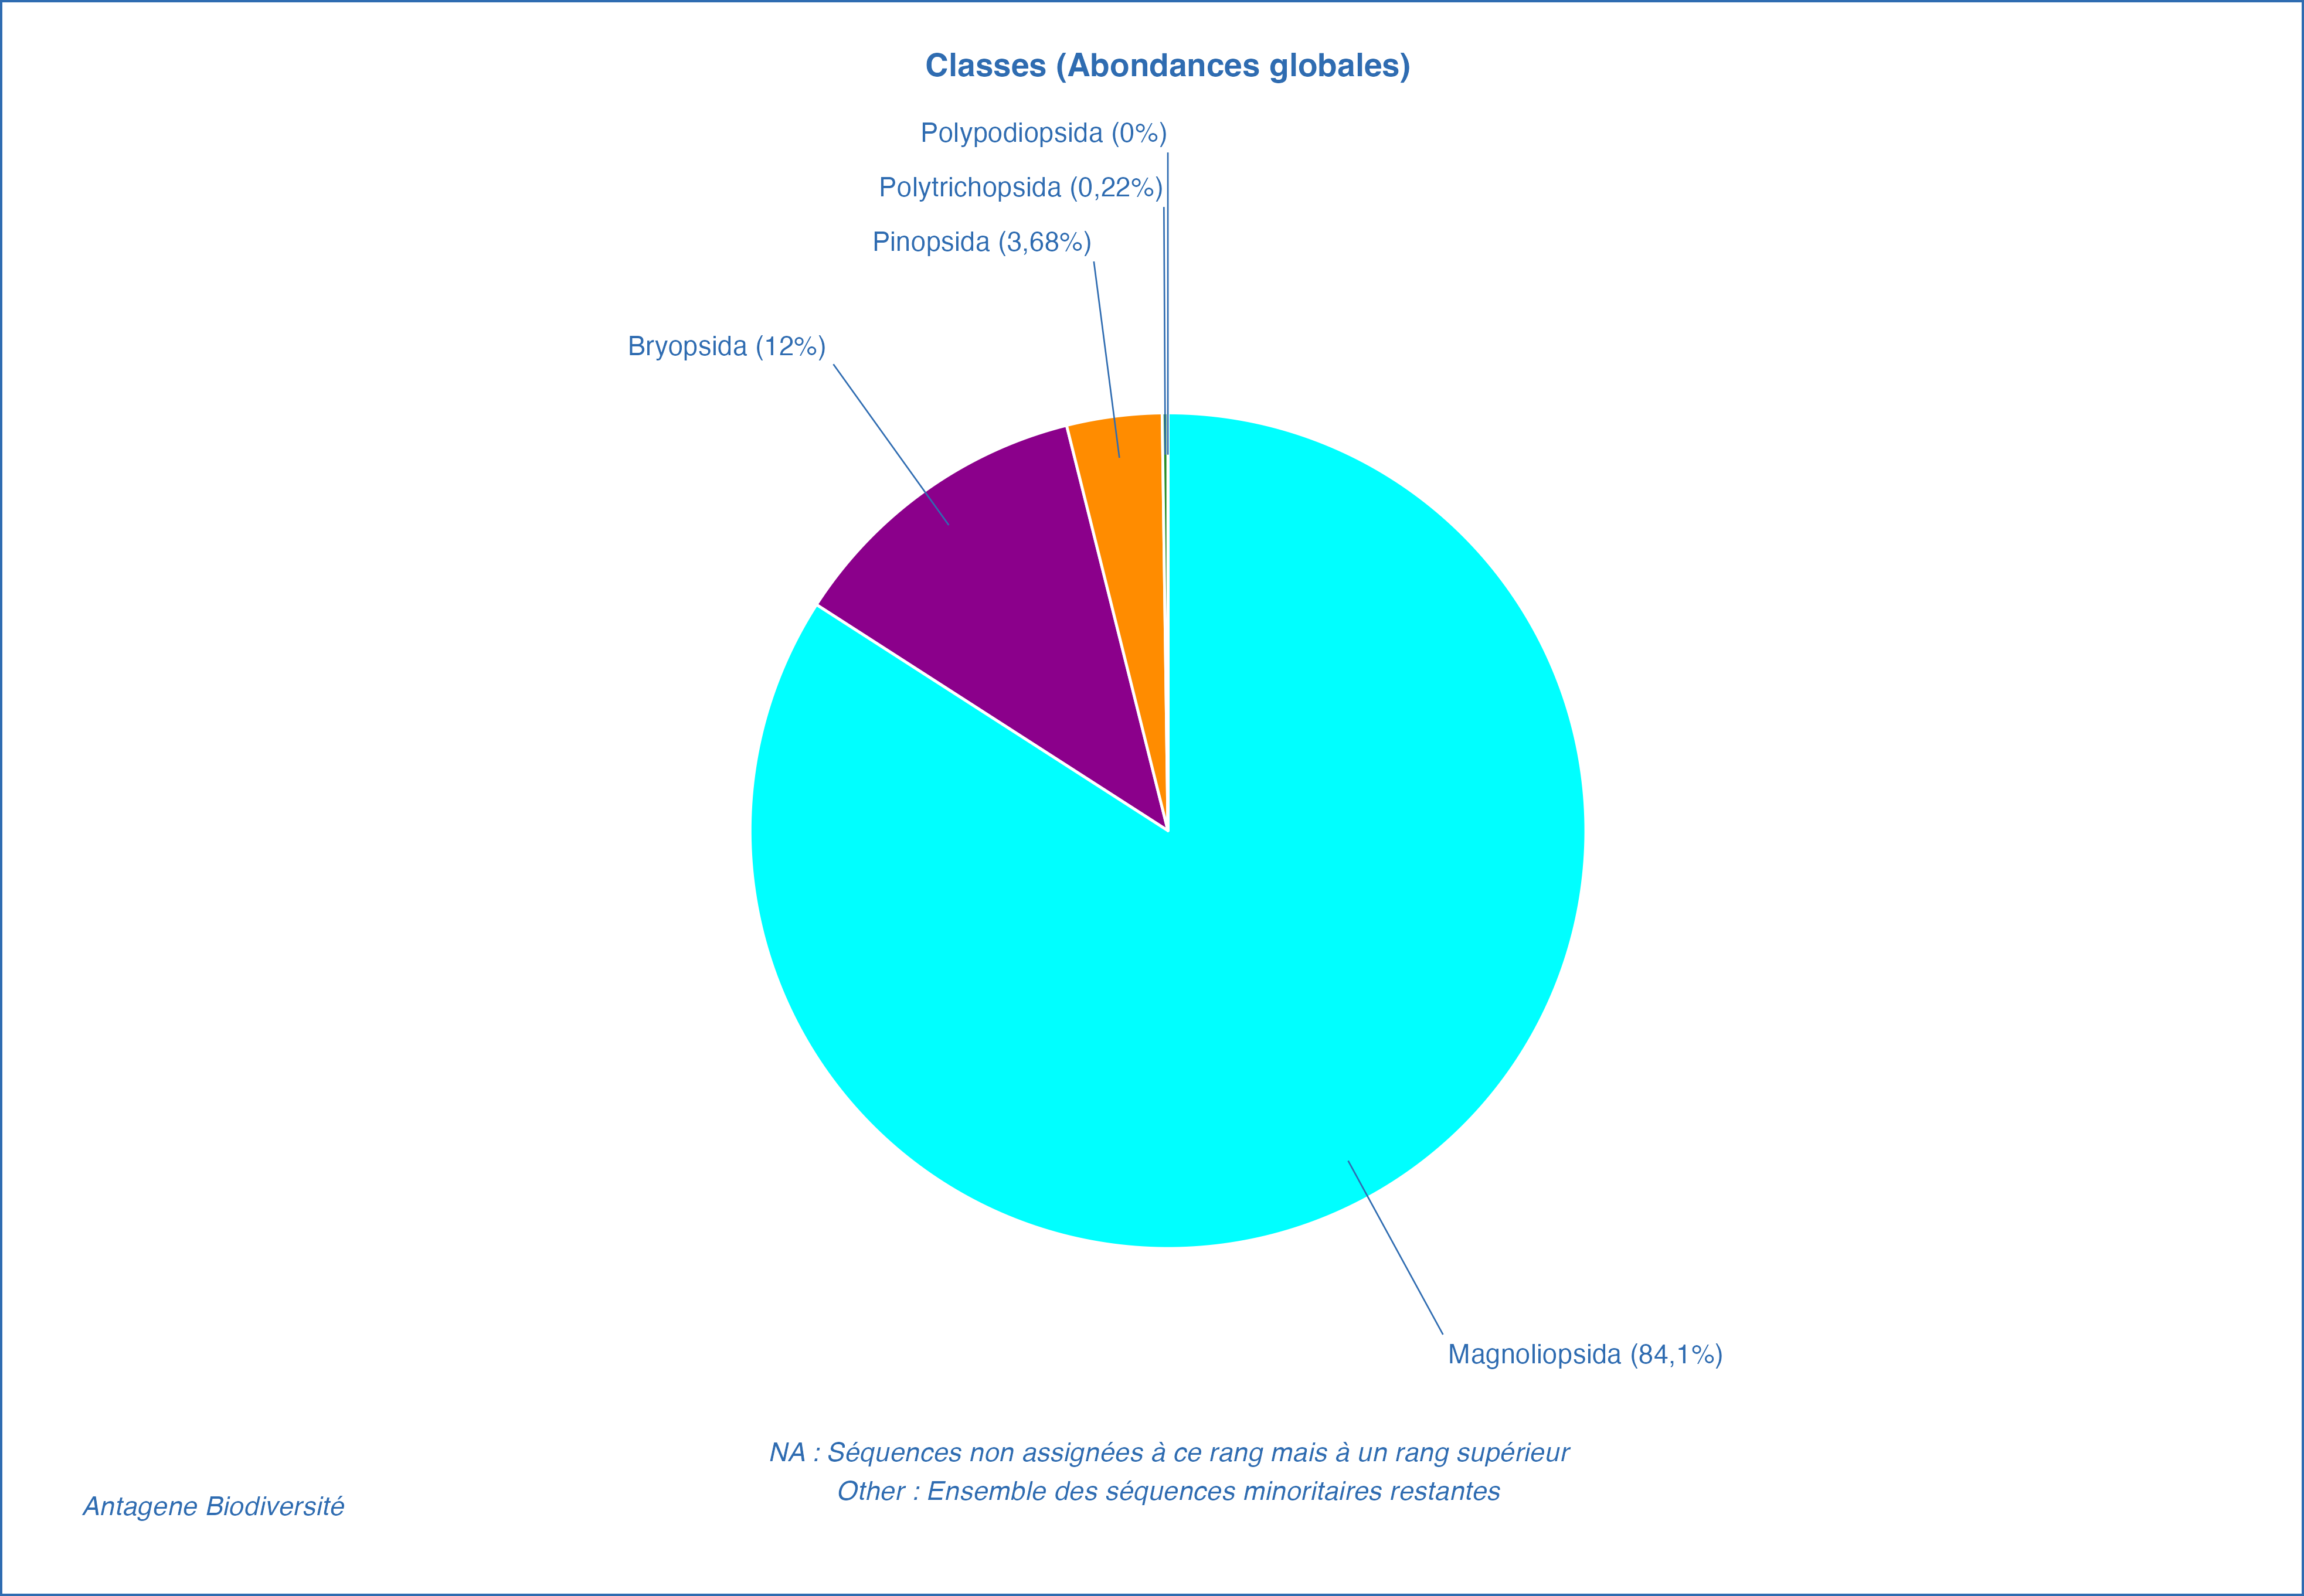 Classes (Abondances globales)
Polypodiopsida (0%)
Polytrichopsida (0,22%)
Pinopsida (3,68%)
Bryopsida (12%)
Magnoliopsida (84,1%)
NA : Séquences non assignées à ce rang mais à un rang supérieur
Other : Ensemble des séquences minoritaires restantes
Antagene Biodiversité